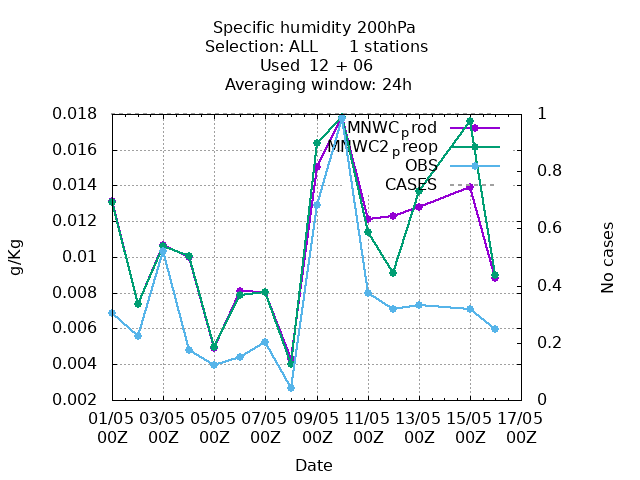 Specific humidity 200hPa
Selection: ALL 1 stations
Used 12 + 06
Averaging window: 24h
0.018
0.016
0.014
0.012
0.01
0.008
0.006
0.004
0.002
g/Kg
1
0.8
0.6
0.4
0.2
0
No cases
MNWCprod
MNWC2preop
OBS
CASES
01/05 03/05 05/05 07/05 09/05 11/05 13/05 15/05 17/05
00Z 00Z 00Z 00Z 00Z 00Z 00Z 00Z 00Z
Date